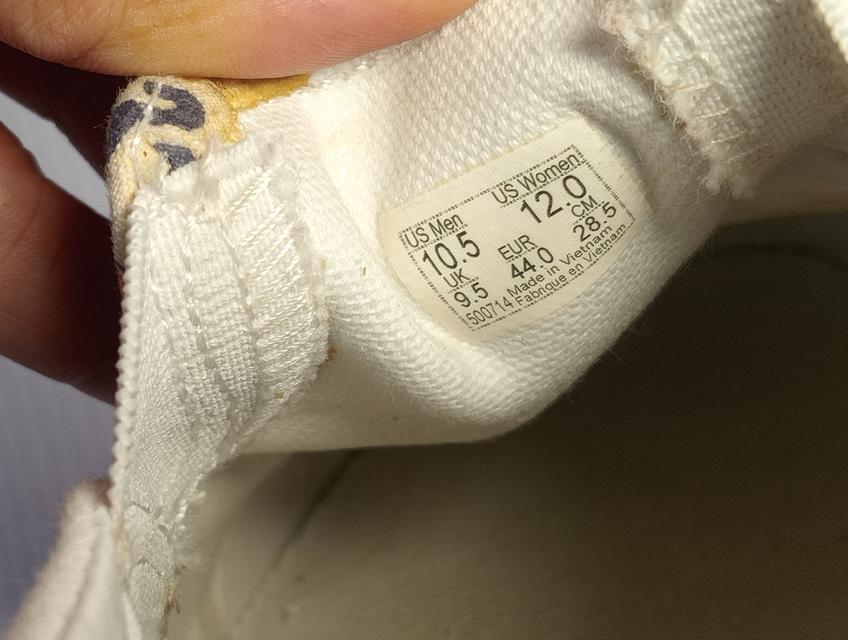 US Men US Women
10.5 12.0
UK EUR CM
9.5 44.0 28.5
500714 Made in Vietnam
Fabriqué en Vietnam